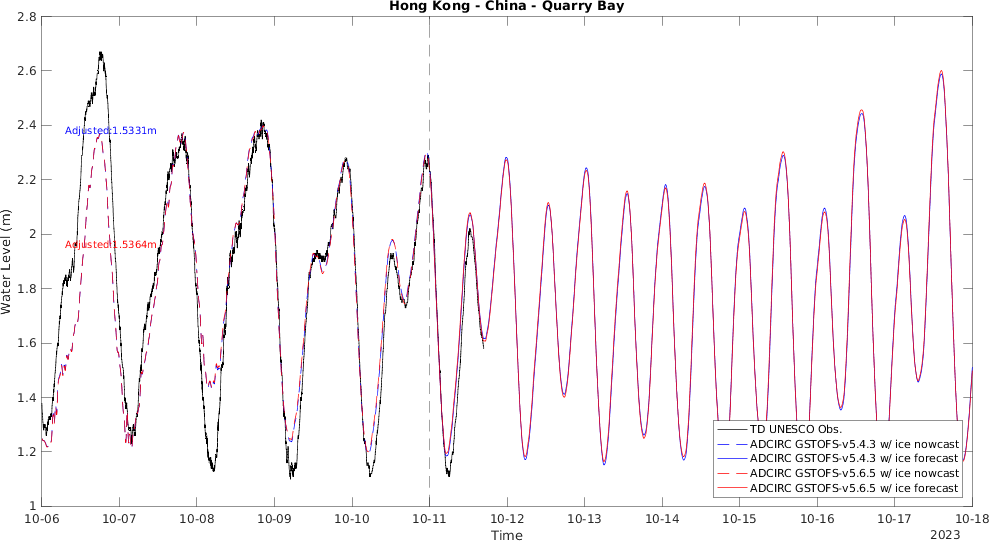 Hong Kong - China - Quarry Bay
Water Level (m)
2.8
2.6
2.4
2.2
2
1.8
1.6
1.4
1.2
1
Adjusted:1.5331m
Adjusted:1.5364m
TD UNESCO Obs.
ADCIRC GSTOFS-v5.4.3 w/ ice nowcast
ADCIRC GSTOFS-v5.4.3 w/ ice forecast
ADCIRC GSTOFS-v5.6.5 w/ ice nowcast
ADCIRC GSTOFS-v5.6.5 w/ ice forecast
10-06 10-07 10-08 10-09 10-10 10-11 10-12 10-13 10-14 10-15 10-16 10-17 10-18
Time
2023